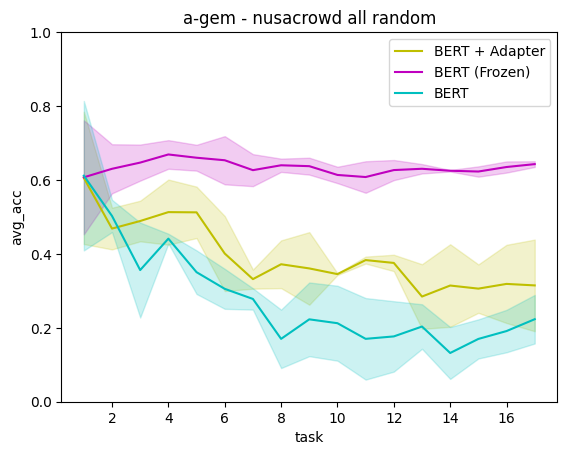 a-gem - nusacrowd all random
1.0
0.8
0.6
0.4
0.2
0.0
avg_acc
BERT + Adapter
BERT (Frozen)
BERT
2 4 6 8 10 12 14 16
task